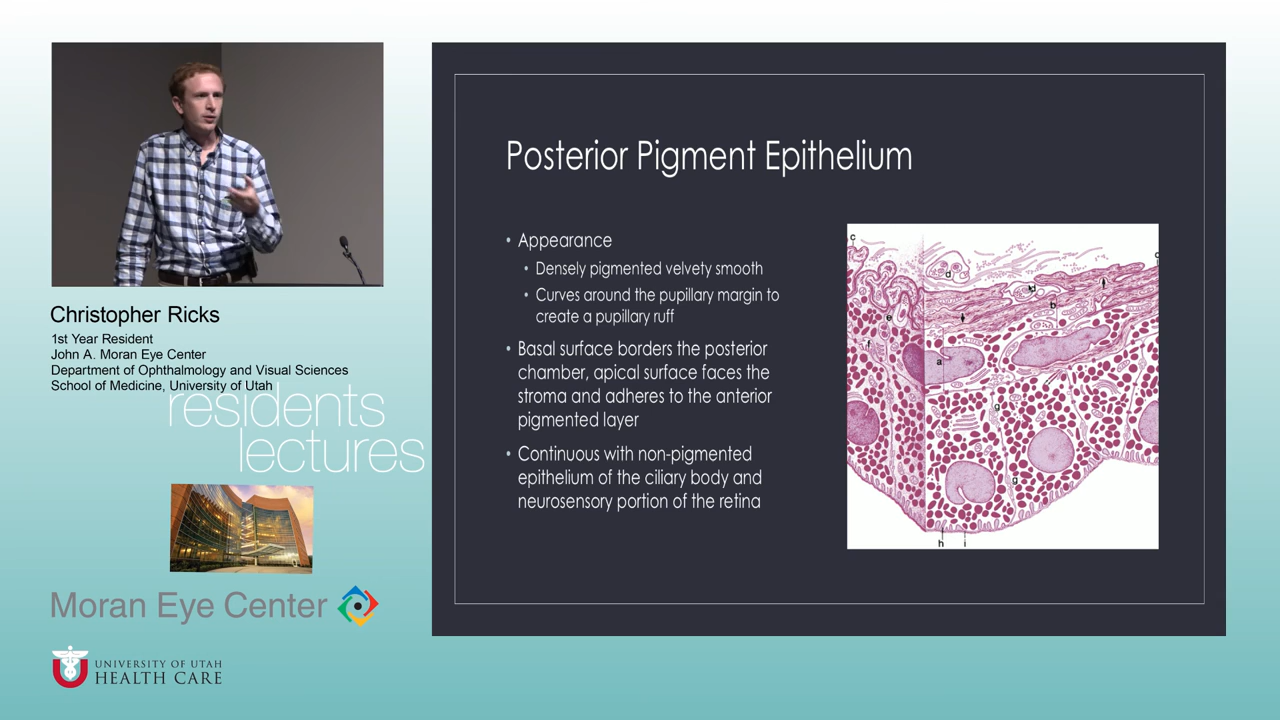 Christopher Ricks
1st Year Resident
John A. Moran Eye Center
Department of Ophthalmology and Visual Sciences
School of Medicine, University of Utah
residents
lectures
Moran Eye Center
UNIVERSITY OF UTAH
HEALTH CARE
Posterior Pigment Epithelium
• Appearance
• Densely pigmented velvety smooth
• Curves around the pupillary margin to
create a pupillary ruff
• Basal surface borders the posterior
chamber, apical surface faces the
stroma and adheres to the anterior
pigmented layer
• Continuous with non-pigmented
epithelium of the ciliary body and
neurosensory portion of the retina
c
d
e
f
a
b
g
g
h
i